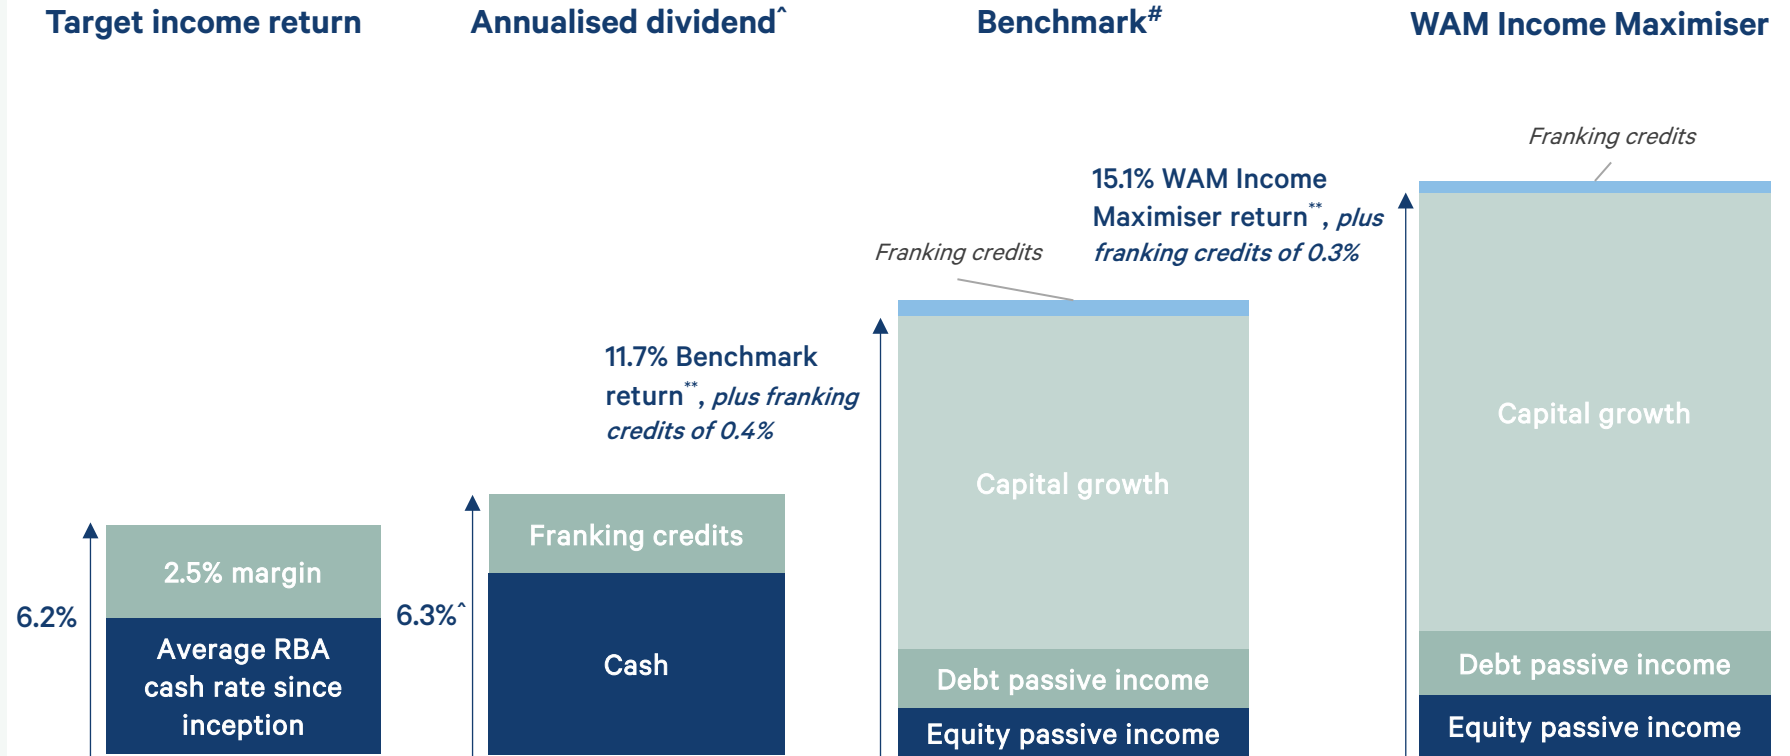 Target income return
Annualised dividend^
Benchmark#
WAM Income Maximiser
Franking credits
15.1% WAM Income
Maximiser return**, plus
franking credits of 0.3%
Franking credits
11.7% Benchmark
return**, plus franking
credits of 0.4%
Capital growth
Capital growth
Franking credits
2.5% margin
6.2%
6.3%^
Average RBA
cash rate since
inception
Cash
Debt passive income
Equity passive income
Debt passive income
Equity passive income